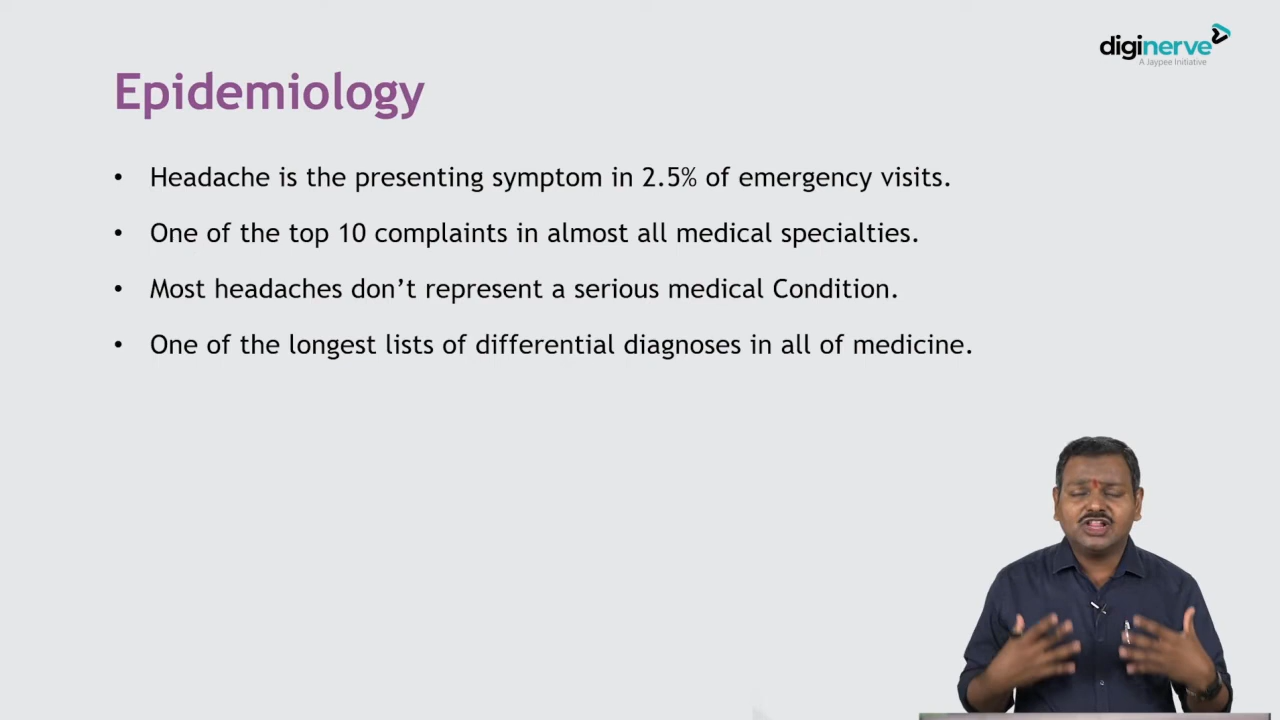 diginerve
A Jaypee Initiative
Epidemiology
• Headache is the presenting symptom in 2.5% of emergency visits.
• One of the top 10 complaints in almost all medical specialties.
• Most headaches don’t represent a serious medical Condition.
• One of the longest lists of differential diagnoses in all of medicine.